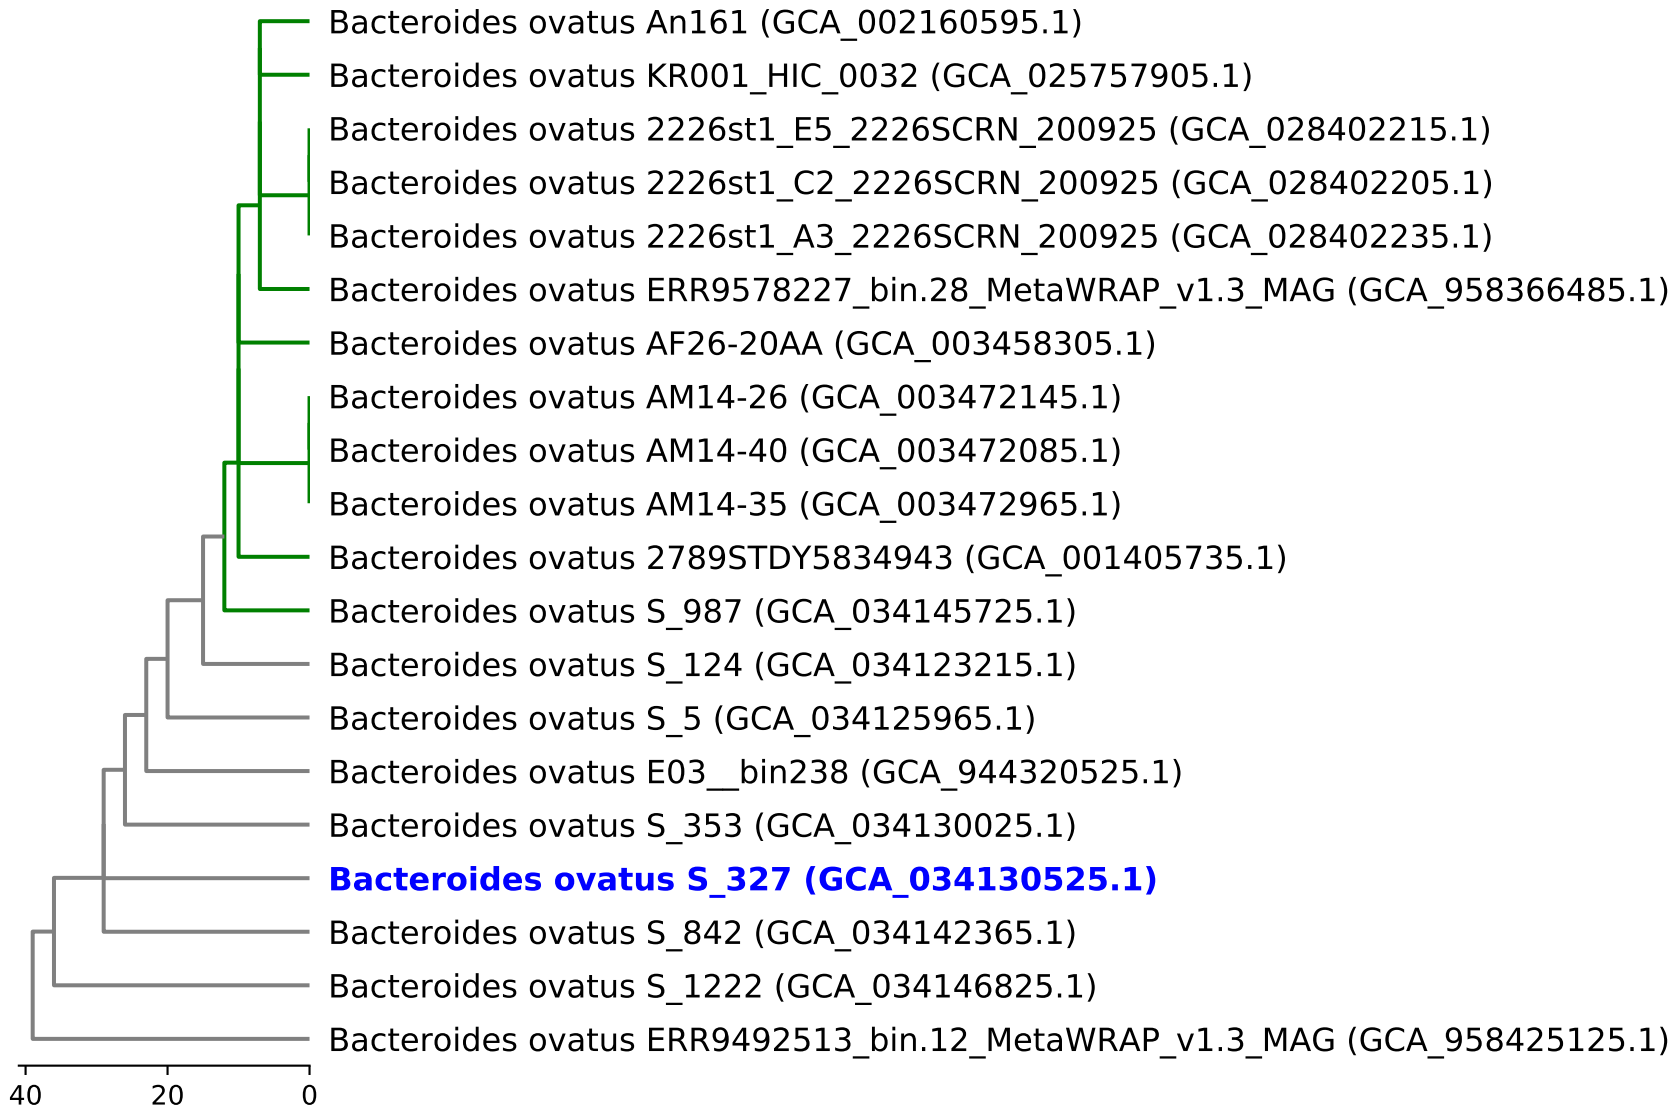 Bacteroides ovatus An161 (GCA_002160595.1)
Bacteroides ovatus KR001_HIC_0032 (GCA_025757905.1)
Bacteroides ovatus 2226st1_E5_2226SCRN_200925 (GCA_028402215.1)
Bacteroides ovatus 2226st1_C2_2226SCRN_200925 (GCA_028402205.1)
Bacteroides ovatus 2226st1_A3_2226SCRN_200925 (GCA_028402235.1)
Bacteroides ovatus ERR9578227_bin.28_MetaWRAP_v1.3_MAG (GCA_958366485.1)
Bacteroides ovatus AF26-20AA (GCA_003458305.1)
Bacteroides ovatus AM14-26 (GCA_003472145.1)
Bacteroides ovatus AM14-40 (GCA_003472085.1)
Bacteroides ovatus AM14-35 (GCA_003472965.1)
Bacteroides ovatus 2789STDY5834943 (GCA_001405735.1)
Bacteroides ovatus S_987 (GCA_034145725.1)
Bacteroides ovatus S_124 (GCA_034123215.1)
Bacteroides ovatus S_5 (GCA_034125965.1)
Bacteroides ovatus E03__bin238 (GCA_944320525.1)
Bacteroides ovatus S_353 (GCA_034130025.1)
Bacteroides ovatus S_327 (GCA_034130525.1)
Bacteroides ovatus S_842 (GCA_034142365.1)
Bacteroides ovatus S_1222 (GCA_034146825.1)
Bacteroides ovatus ERR9492513_bin.12_MetaWRAP_v1.3_MAG (GCA_958425125.1)
40 20 0